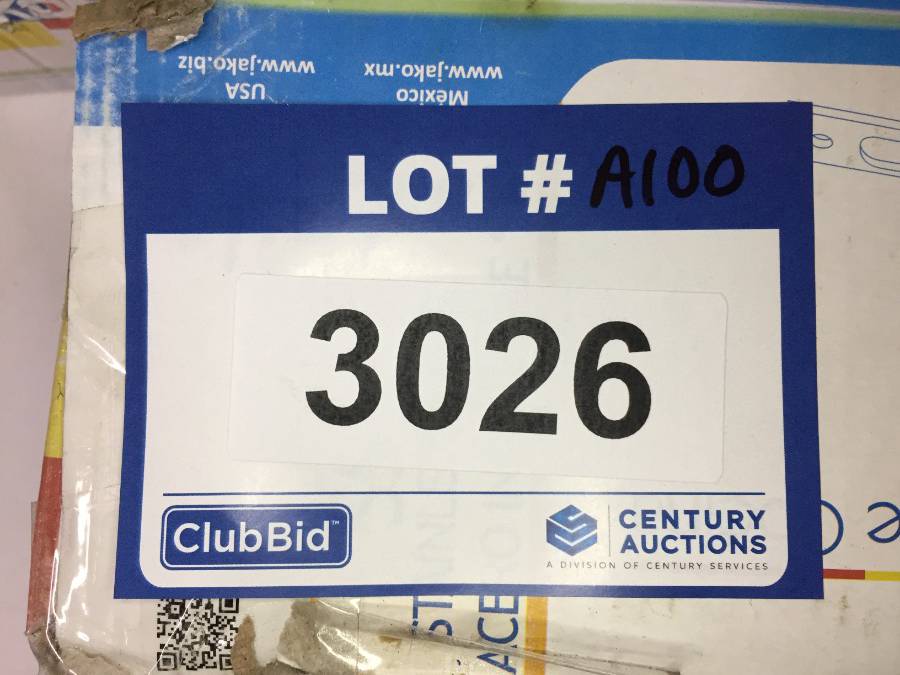 www.jako.biz
www.jako.mx
USA
México
LOT # A100
3026
ClubBid™
CENTURY
AUCTIONS
A DIVISION OF CENTURY SERVICES